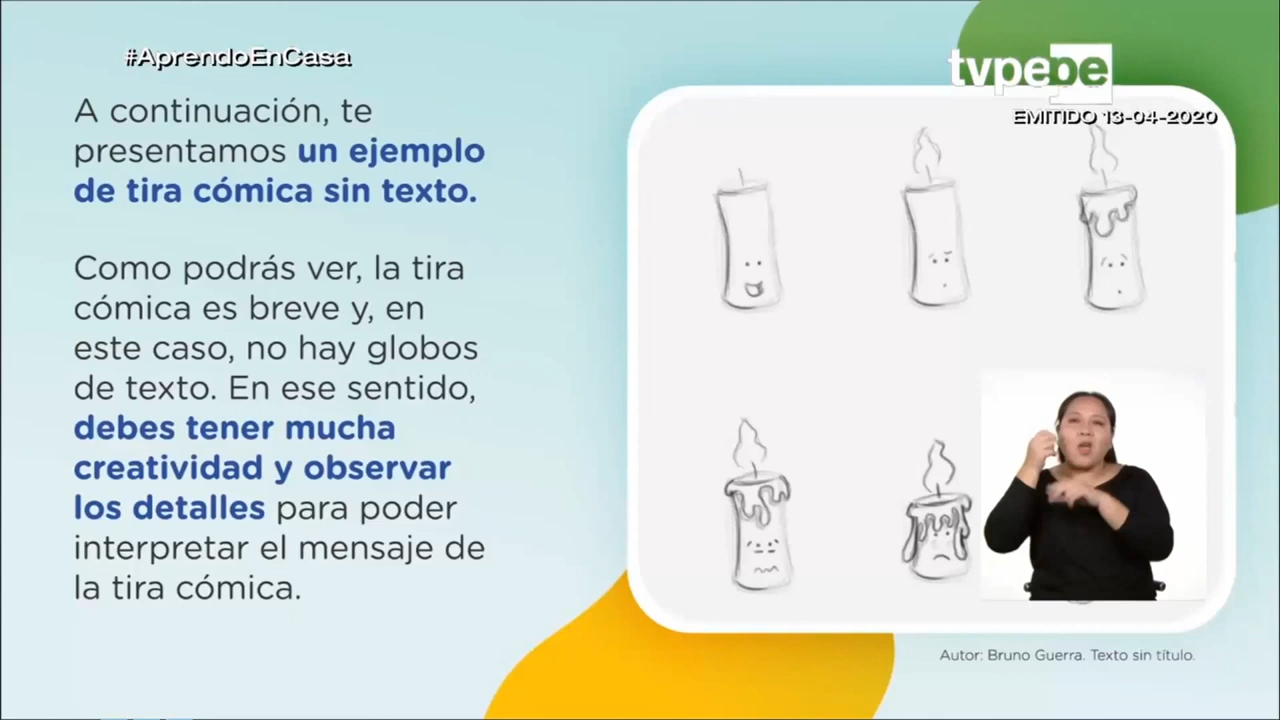 #AprendoEnCasa
tvpepe
EMITIDO 13-04-2020
A continuación, te
presentamos un ejemplo
de tira cómica sin texto.
Como podrás ver, la tira
cómica es breve y, en
este caso, no hay globos
de texto. En ese sentido,
debes tener mucha
creatividad y observar
los detalles para poder
interpretar el mensaje de
la tira cómica.
Autor: Bruno Guerra. Texto sin título.